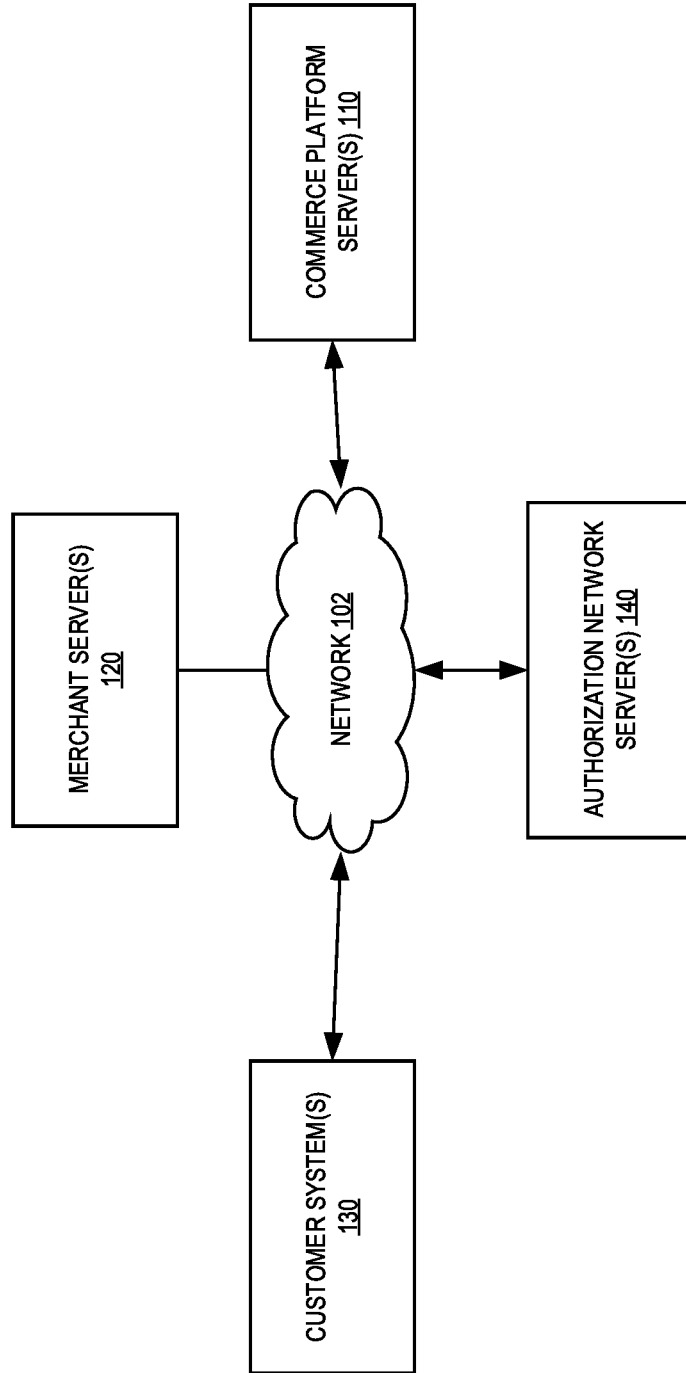 MERCHANT SERVER(S)
120
CUSTOMER SYSTEM(S)
130
NETWORK 102
COMMERCE PLATFORM
SERVER(S) 110
AUTHORIZATION NETWORK
SERVER(S) 140